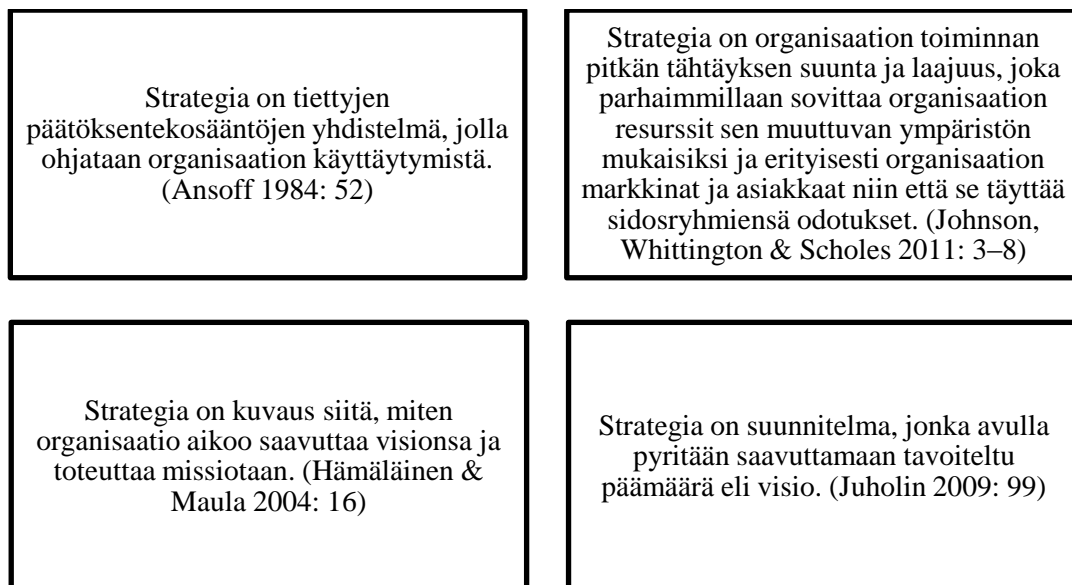 Strategia on tiettyjen
päätöksentekosääntöjen yhdistelmä, jolla
ohjataan organisaation käyttäytymistä.
(Ansoff 1984: 52)
Strategia on organisaation toiminnan
pitkän tähtäyksen suunta ja laajuus, joka
parhaimmillaan sovittaa organisaation
resurssit sen muuttuvan ympäristön
mukaisiksi ja erityisesti organisaation
markkinat ja asiakkaat niin että se täyttää
sidosryhmiensä odotukset. (Johnson,
Whittington & Scholes 2011: 3–8)
Strategia on kuvaus siitä, miten
organisaatio aikoo saavuttaa visionsa ja
toteuttaa missiotaan. (Hämäläinen &
Maula 2004: 16)
Strategia on suunnitelma, jonka avulla
pyritään saavuttamaan tavoiteltu
päämäärä eli visio. (Juholin 2009: 99)